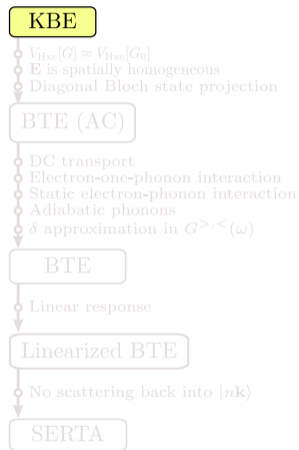 KBE
V_Hxc[G] ≈ V_Hxc[G_0]
E is spatially homogeneous
Diagonal Bloch state projection
BTE (AC)
DC transport
Electron-one-phonon interaction
Static electron-phonon interaction
Adiabatic phonons
δ approximation in G^{>,<}(ω)
BTE
Linear response
Linearized BTE
No scattering back into |nk⟩
SERTA